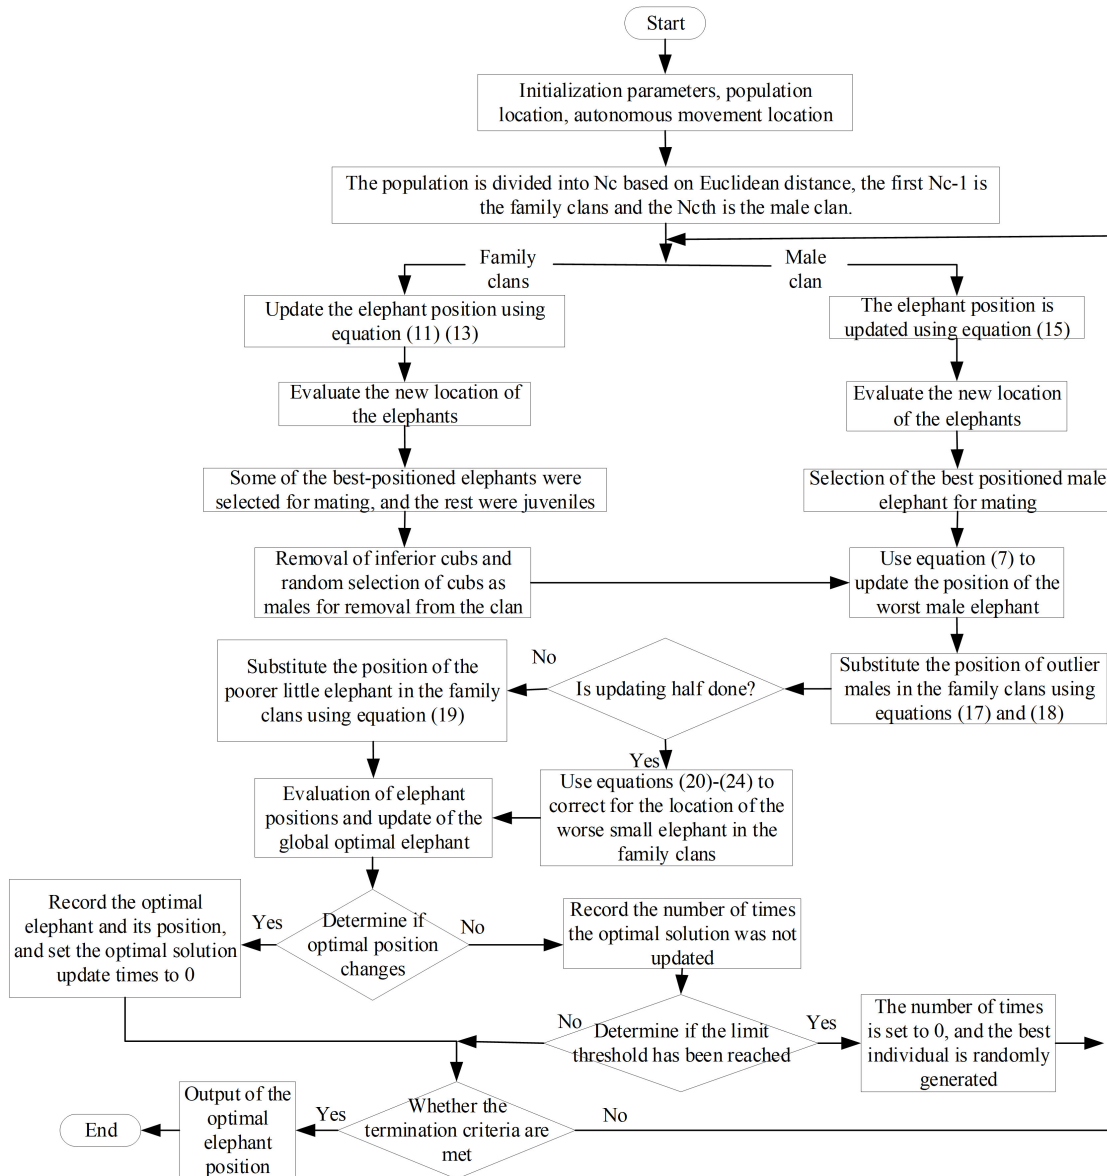 Start
Initialization parameters, population
location, autonomous movement location
The population is divided into Nc based on Euclidean distance, the first Nc-1 is
the family clans and the Ncth is the male clan.
Family
clans
Male
clan
Update the elephant position using
equation (11) (13)
The elephant position is
updated using equation (15)
Evaluate the new location of
the elephants
Evaluate the new location
of the elephants
Some of the best-positioned elephants were
selected for mating, and the rest were juveniles
Selection of the best positioned male
elephant for mating
Removal of inferior cubs and
random selection of cubs as
males for removal from the clan
Use equation (7) to
update the position of the
worst male elephant
Substitute the position of the
poorer little elephant in the family
clans using equation (19)
No
Is updating half done?
Substitute the position of outlier
males in the family clans using
equations (17) and (18)
Yes
Evaluation of elephant
positions and update of the
global optimal elephant
Use equations (20)-(24) to
correct for the location of the
worse small elephant in the
family clans
Record the optimal
elephant and its position,
and set the optimal solution
update times to 0
Yes
Determine if
optimal position
changes
No
Record the number of times
the optimal solution was not
updated
No
Determine if the limit
threshold has been reached
Yes
The number of times
is set to 0, and the best
individual is randomly
generated
End
Output of the
optimal
elephant
position
Yes
Whether the
termination criteria are
met
No